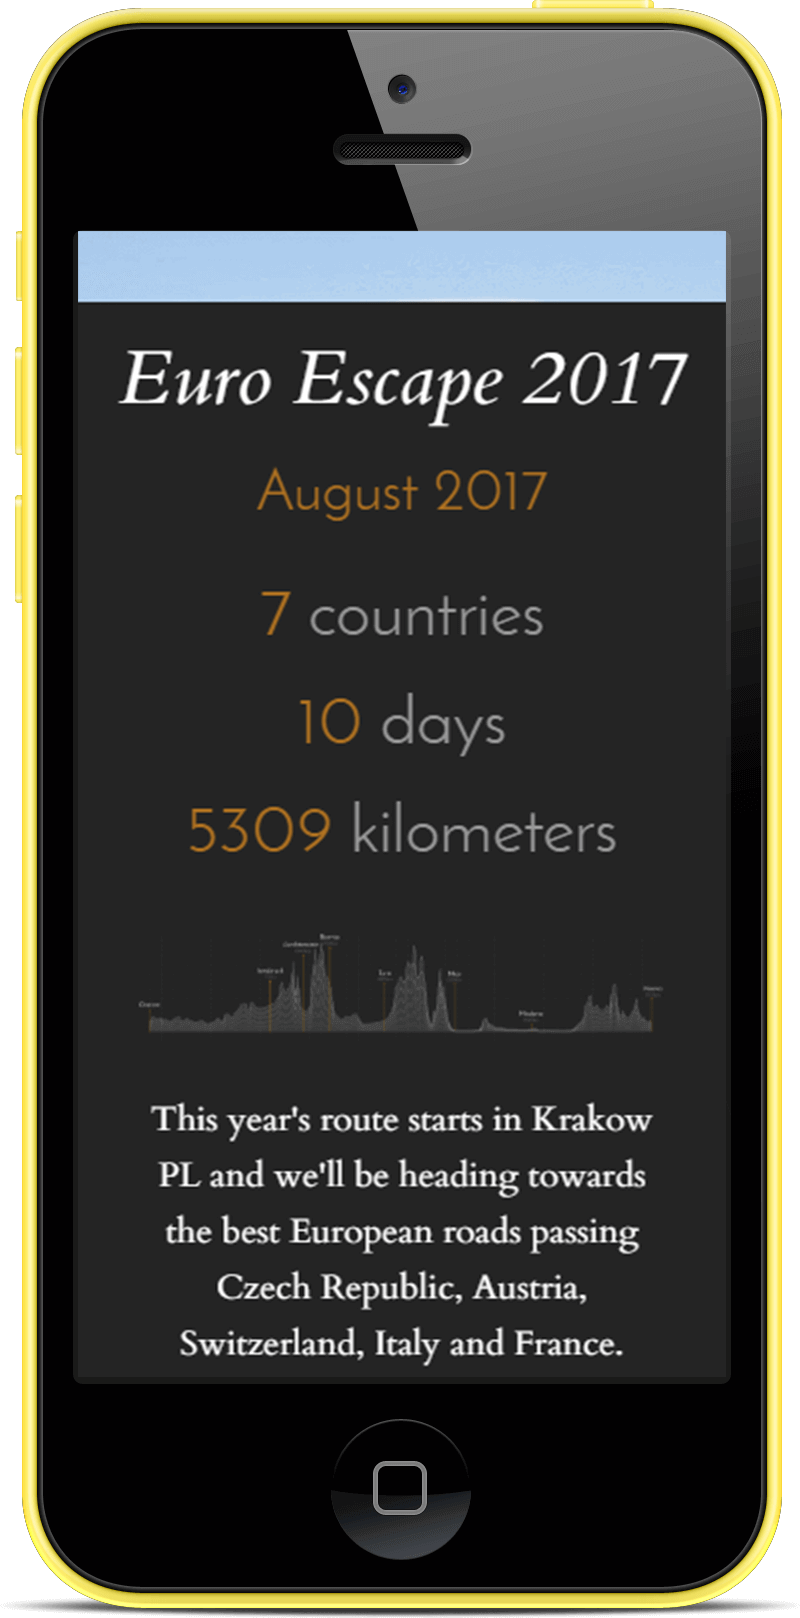 Euro Escape 2017
August 2017
7 countries
10 days
5309 kilometers
This year's route starts in Krakow
PL and we'll be heading towards
the best European roads passing
Czech Republic, Austria,
Switzerland, Italy and France.